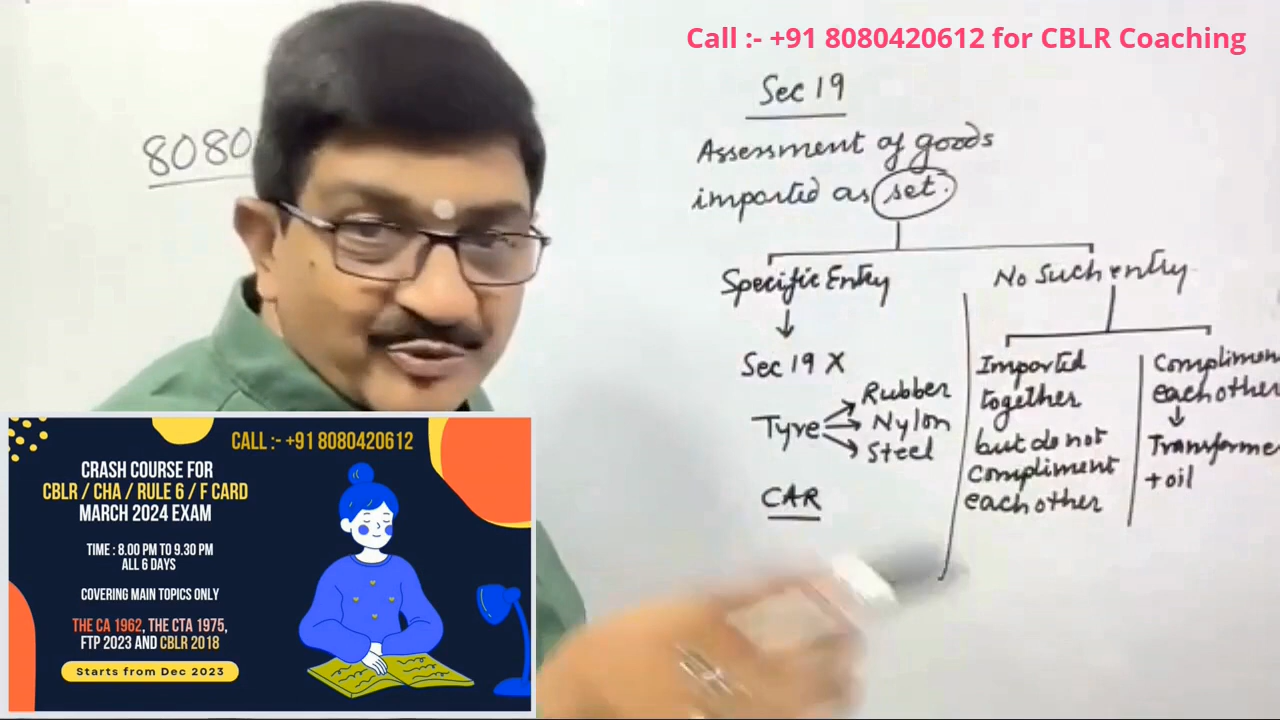 Call :- +91 8080420612 for CBLR Coaching
8080
Sec 19
Assessment of goods
imported as set.
Specific Entry
No Such entry
Sec 19 X
Tyre
Rubber
Nylon
Steel
CAR
Imported
together
but do not
compliment
each other
Complimen
each other
Transforme
+ oil
CALL :- +91 8080420612
CRASH COURSE FOR
CBLR / CHA / RULE 6 / F CARD
MARCH 2024 EXAM
TIME : 8.00 PM TO 9.30 PM
ALL 6 DAYS
COVERING MAIN TOPICS ONLY
THE CA 1962, THE CTA 1975,
FTP 2023 AND CBLR 2018
Starts from Dec 2023